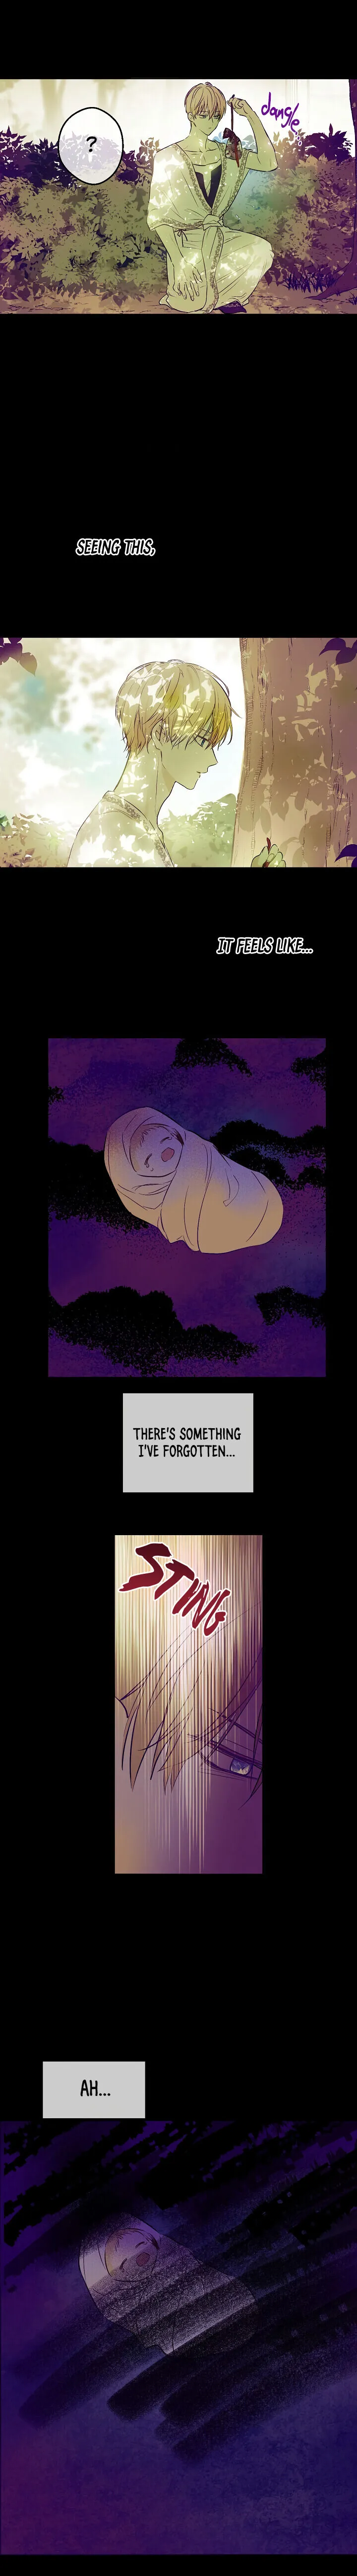 ?
dangle
SEEING THIS,
IT FEELS LIKE...
THERE'S SOMETHING
I'VE FORGOTTEN...
STING
AH...